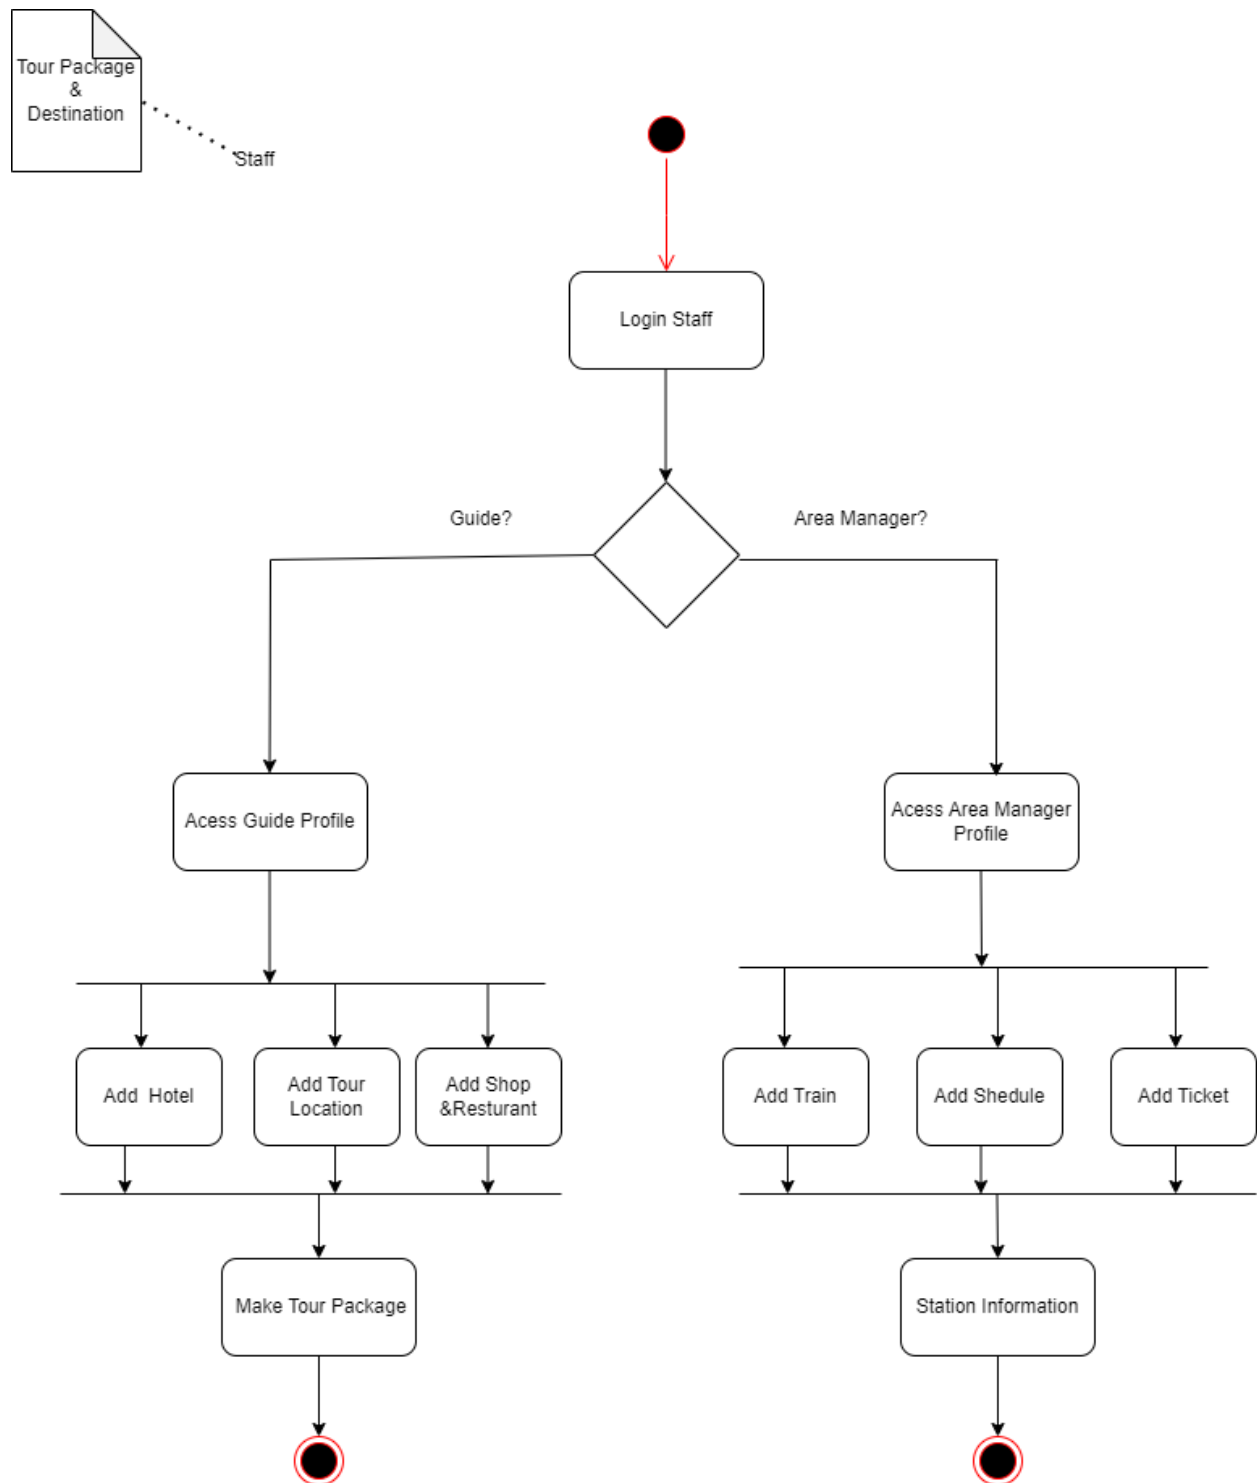 Tour Package
&
Destination
Staff
Login Staff
Guide?
Area Manager?
Acess Guide Profile
Acess Area Manager
Profile
Add  Hotel
Add Tour
Location
Add Shop
&Resturant
Add Train
Add Shedule
Add Ticket
Make Tour Package
Station Information